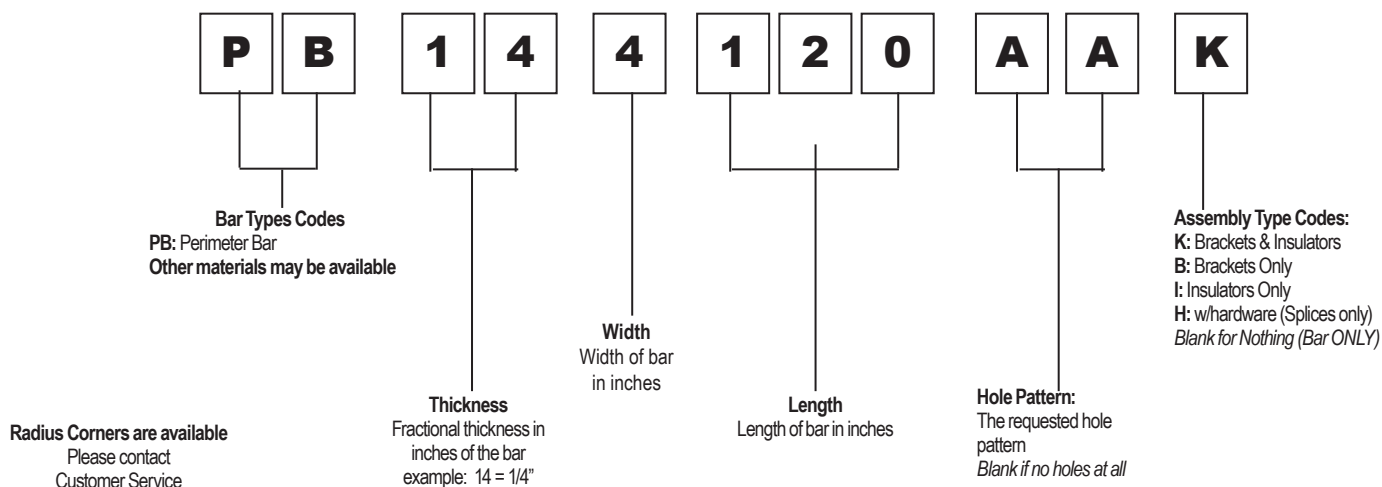 P B 1 4 4 1 2 0 A A K
Bar Types Codes
PB: Perimeter Bar
Other materials may be available
Assembly Type Codes:
K: Brackets & Insulators
B: Brackets Only
I: Insulators Only
H: w/hardware (Splices only)
Blank for Nothing (Bar ONLY)
Width
Width of bar
in inches
Thickness
Fractional thickness in
inches of the bar
example: 14 = 1/4”
Length
Length of bar in inches
Hole Pattern:
The requested hole
pattern
Blank if no holes at all
Radius Corners are available
Please contact
Customer Service